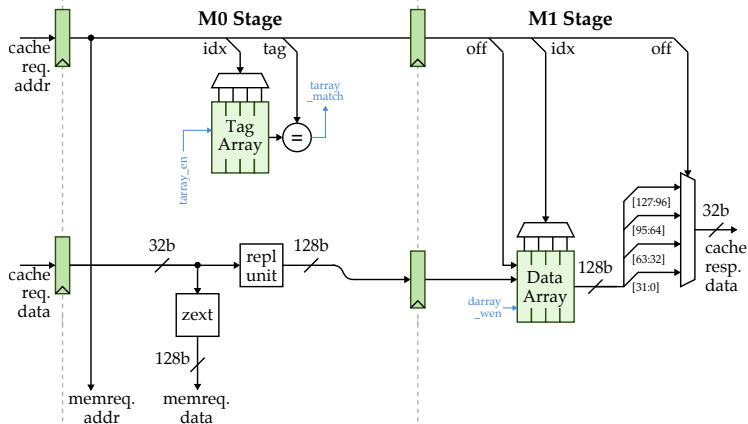 M0 Stage
M1 Stage
cache
req.
addr
idx
tag
off
idx
off
tarray
_match
Tag
Array
=
tarray_en
[127:96]
[95:64]
[63:32]
[31:0]
32b
cache
resp.
data
32b
repl
unit
128b
cache
req.
data
zext
128b
Data
Array
128b
darray
_wen
memreq.
addr
memreq.
data